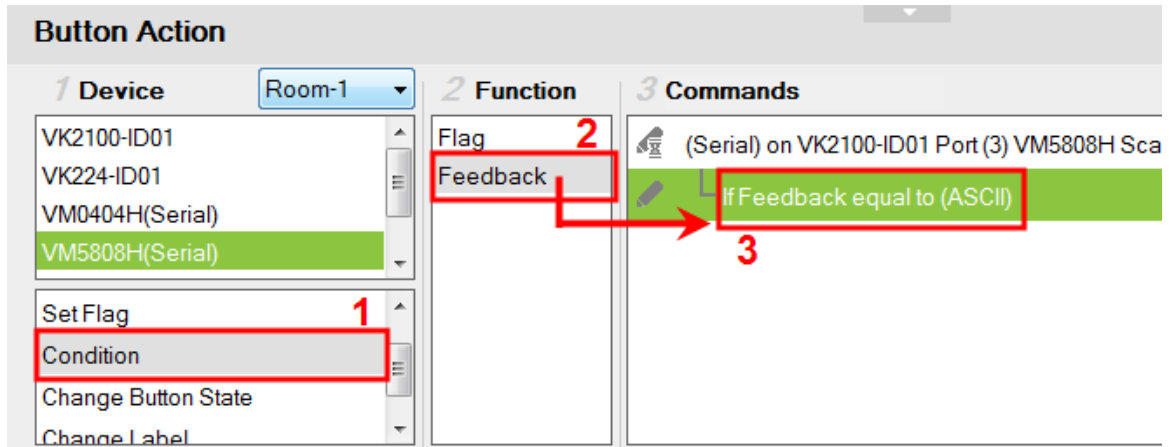 Button Action
1 Device
Room-1
2 Function
3 Commands
VK2100-ID01
VK224-ID01
VM0404H(Serial)
VM5808H(Serial)
Set Flag
1
Condition
Change Button State
Change Label
Flag
2
Feedback
(Serial) on VK2100-ID01 Port (3) VM5808H Sca
If Feedback equal to (ASCII)
3